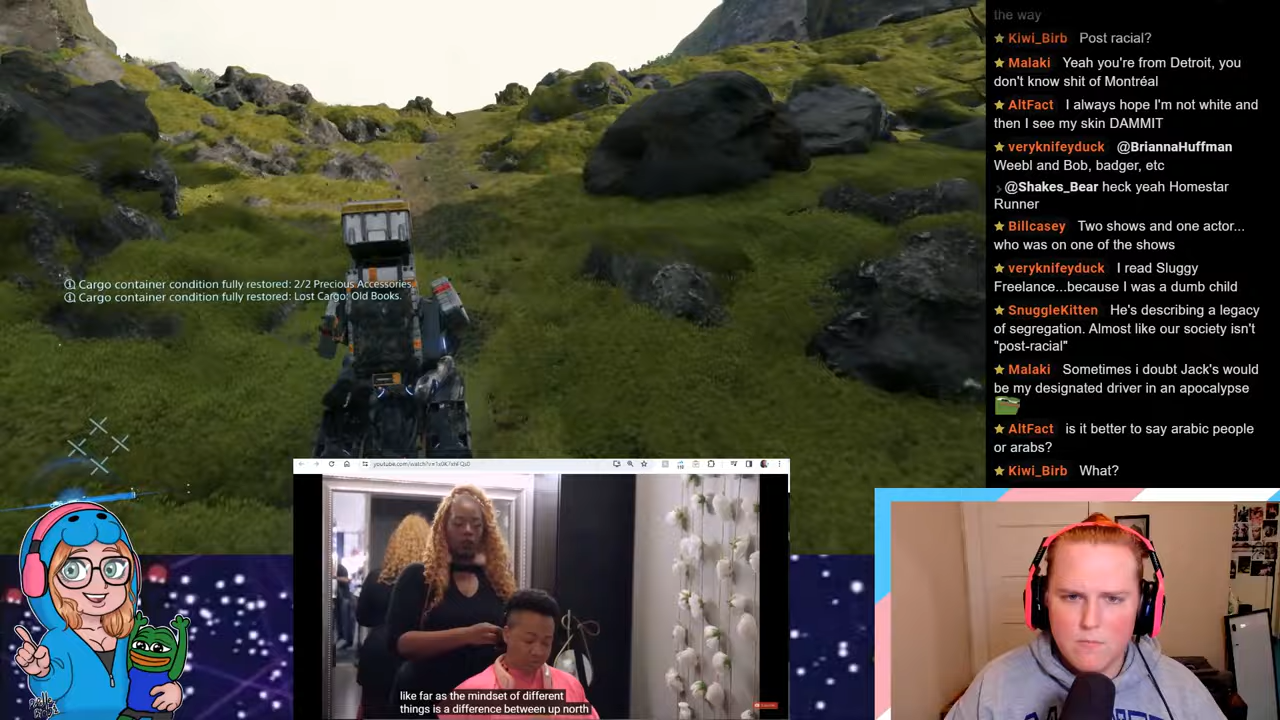 the way
Kiwi_Birb Post racial?
Malaki Yeah you're from Detroit, you
don't know shit of Montréal
AltFact I always hope I'm not white and
then I see my skin DAMMIT
veryknifeyduck @BriannaHuffman
Weebl and Bob, badger, etc
@Shakes_Bear heck yeah Homestar
Runner
Billcasey Two shows and one actor...
who was on one of the shows
veryknifeyduck I read Sluggy
Freelance...because I was a dumb child
SnuggleKitten He's describing a legacy
of segregation. Almost like our society isn't
"post-racial"
Malaki Sometimes i doubt Jack's would
be my designated driver in an apocalypse
AltFact is it better to say arabic people
or arabs?
Kiwi_Birb What?
Cargo container condition fully restored: 2/2 Precious Accessories.
Cargo container condition fully restored: Lost Cargo: Old Books.
like far as the mindset of different
things is a difference between up north